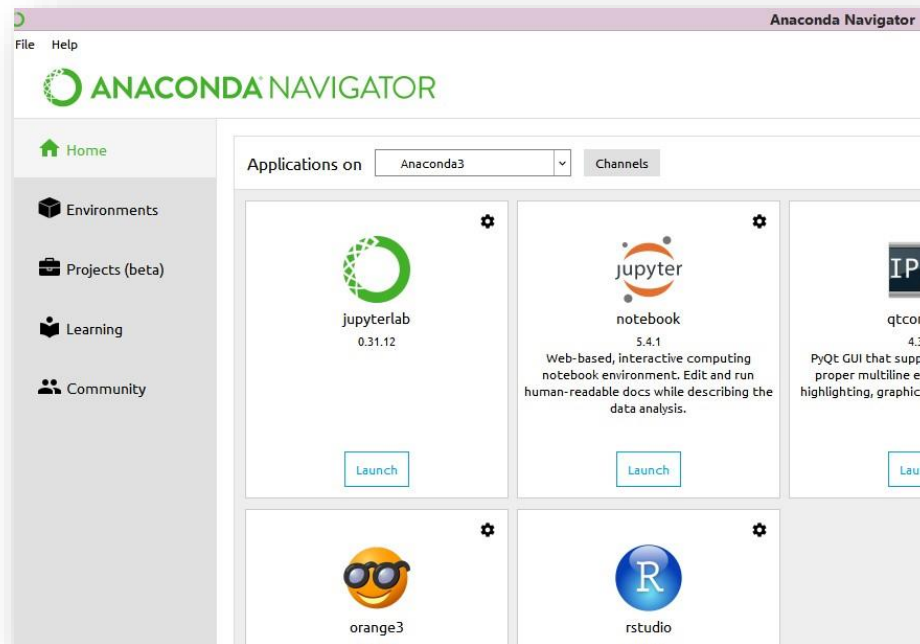 Anaconda Navigator
File Help
ANACONDA NAVIGATOR
Home
Environments
Projects (beta)
Learning
Community
Applications on Anaconda3 Channels
jupyter
jupyterlab
0.31.12
Launch
notebook
5.4.1
Web-based, interactive computing
notebook environment. Edit and run
human-readable docs while describing the
data analysis.
Launch
IP
PyQt GUI that
proper multiline
highlighting,
orange3
R
rstudio